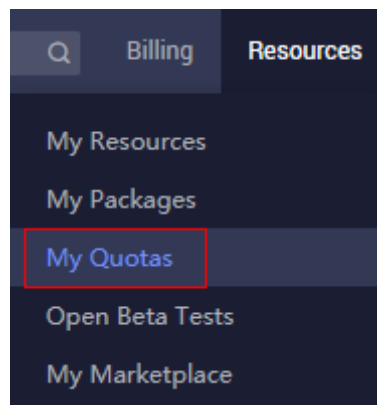 Billing Resources
My Resources
My Packages
My Quotas
Open Beta Tests
My Marketplace